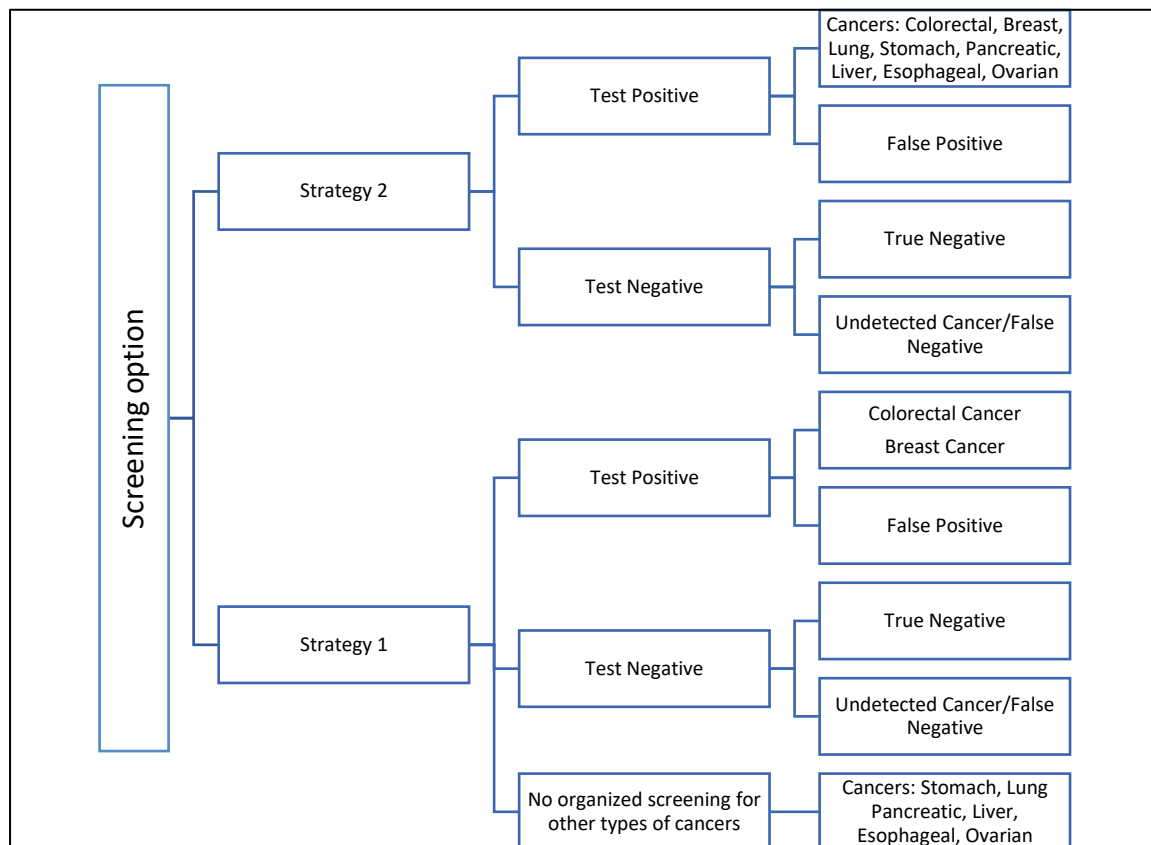 Screening option
Strategy 2
Test Positive
Cancers: Colorectal, Breast,
Lung, Stomach, Pancreatic,
Liver, Esophageal, Ovarian
False Positive
Test Negative
True Negative
Undetected Cancer/False
Negative
Strategy 1
Test Positive
Colorectal Cancer
Breast Cancer
False Positive
Test Negative
True Negative
Undetected Cancer/False
Negative
No organized screening for
other types of cancers
Cancers: Stomach, Lung
Pancreatic, Liver,
Esophageal, Ovarian